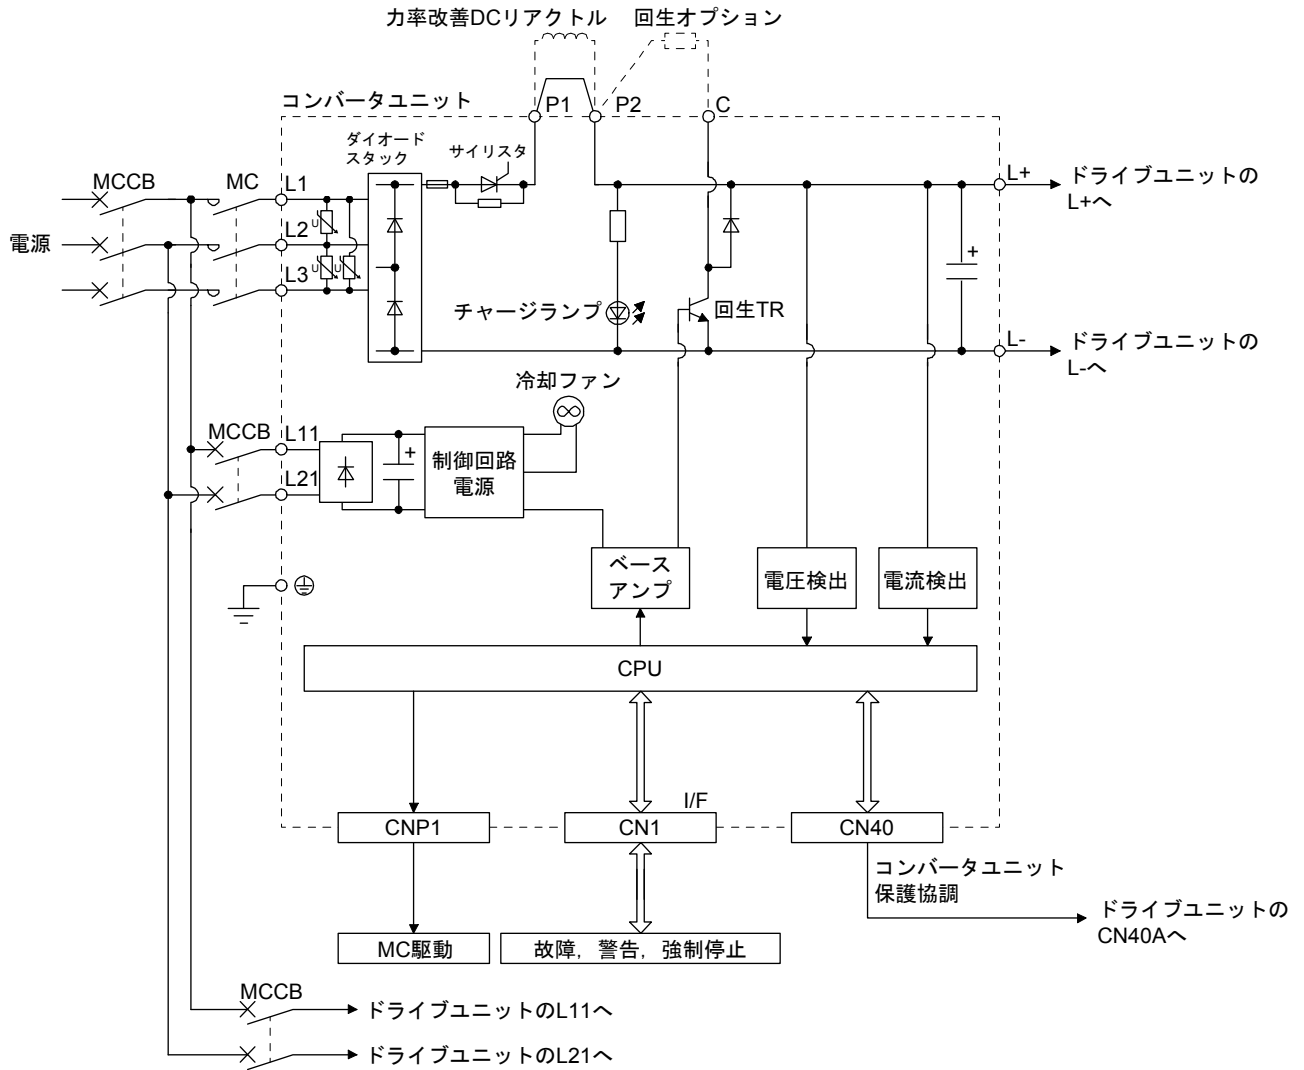 力率改善DCリアクトル
回生オプション
コンバータユニット
P1
P2
C
ダイオード
スタック
サイリスタ
MCCB
MC
L1
L+
ドライブユニットの
L+へ
電源
L2
U
L3
U
U
チャージランプ
回生TR
+
L-
ドライブユニットの
L-へ
冷却ファン
MCCB
L11
+
制御回路
電源
L21
ベース
アンプ
電圧検出
電流検出
CPU
I/F
CNP1
CN1
CN40
コンバータユニット
保護協調
ドライブユニットの
CN40Aへ
MC駆動
故障，警告，強制停止
MCCB
ドライブユニットのL11へ
ドライブユニットのL21へ